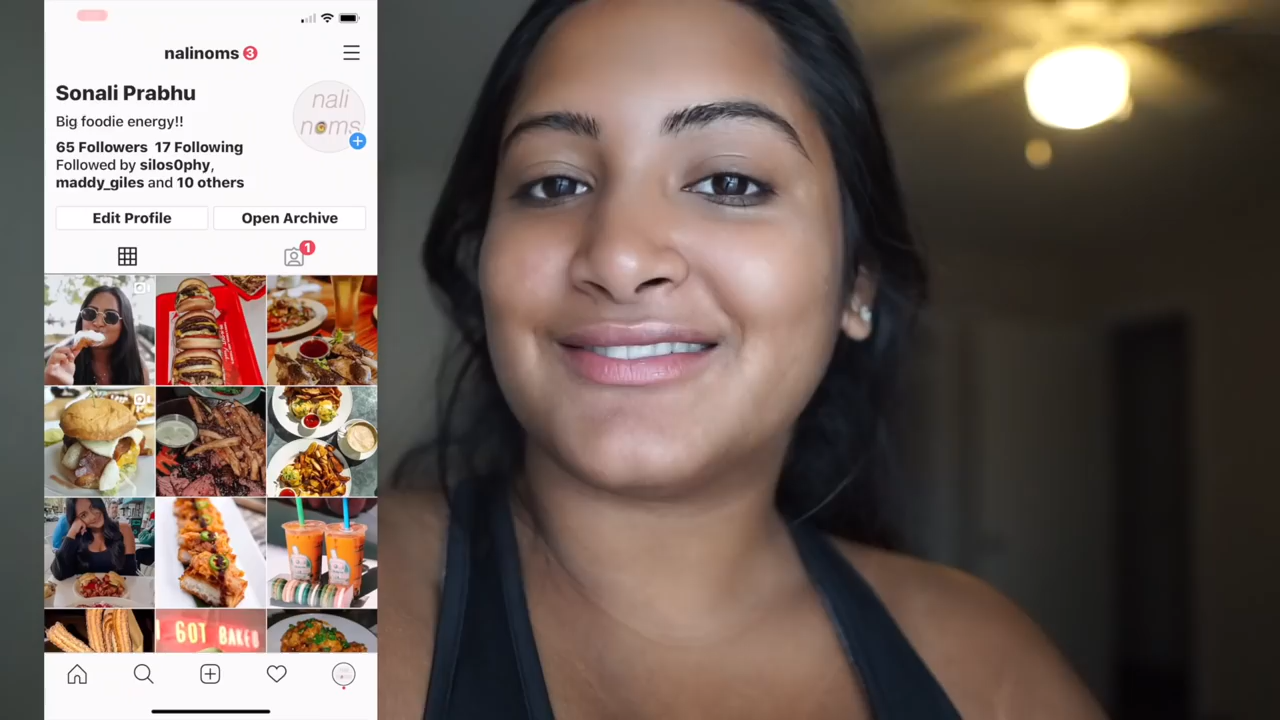 nalinoms 3
Sonali Prabhu
nali
noms
Big foodie energy!!
65 Followers 17 Following
Followed by silos0phy,
maddy_giles and 10 others
Edit Profile
Open Archive
1
GOT BAKED